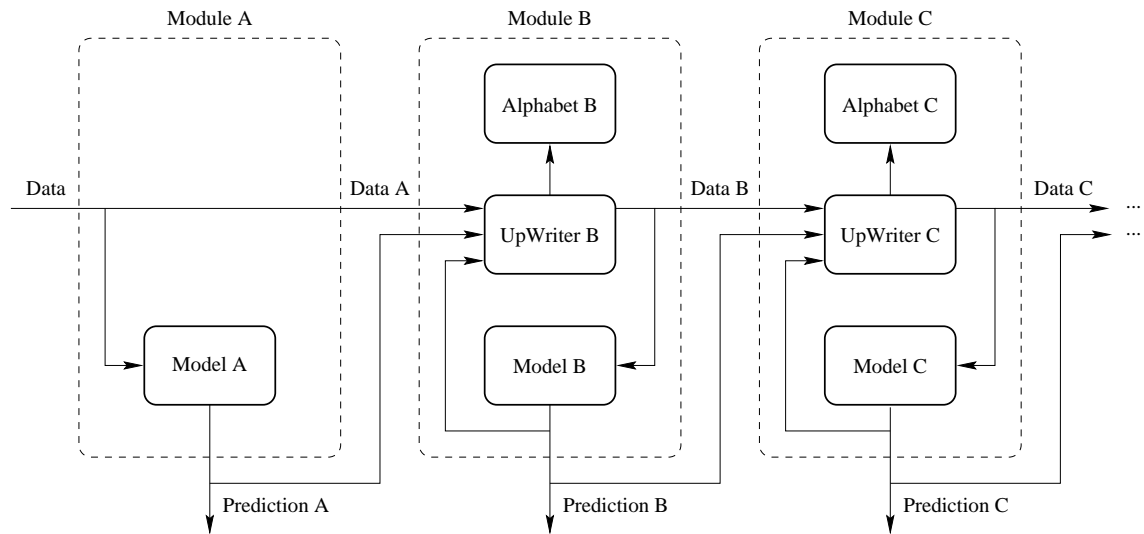 Module A
Module B
Module C
Alphabet B
Alphabet C
Data
Data A
Data B
Data C
...
UpWriter B
UpWriter C
...
Model A
Model B
Model C
Prediction A
Prediction B
Prediction C